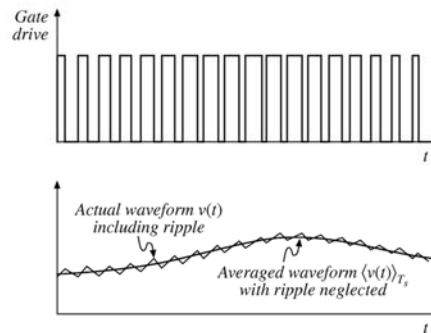 Gate
drive
t
Actual waveform v(t)
including ripple
Averaged waveform ⟨v(t)⟩Ts
with ripple neglected
t